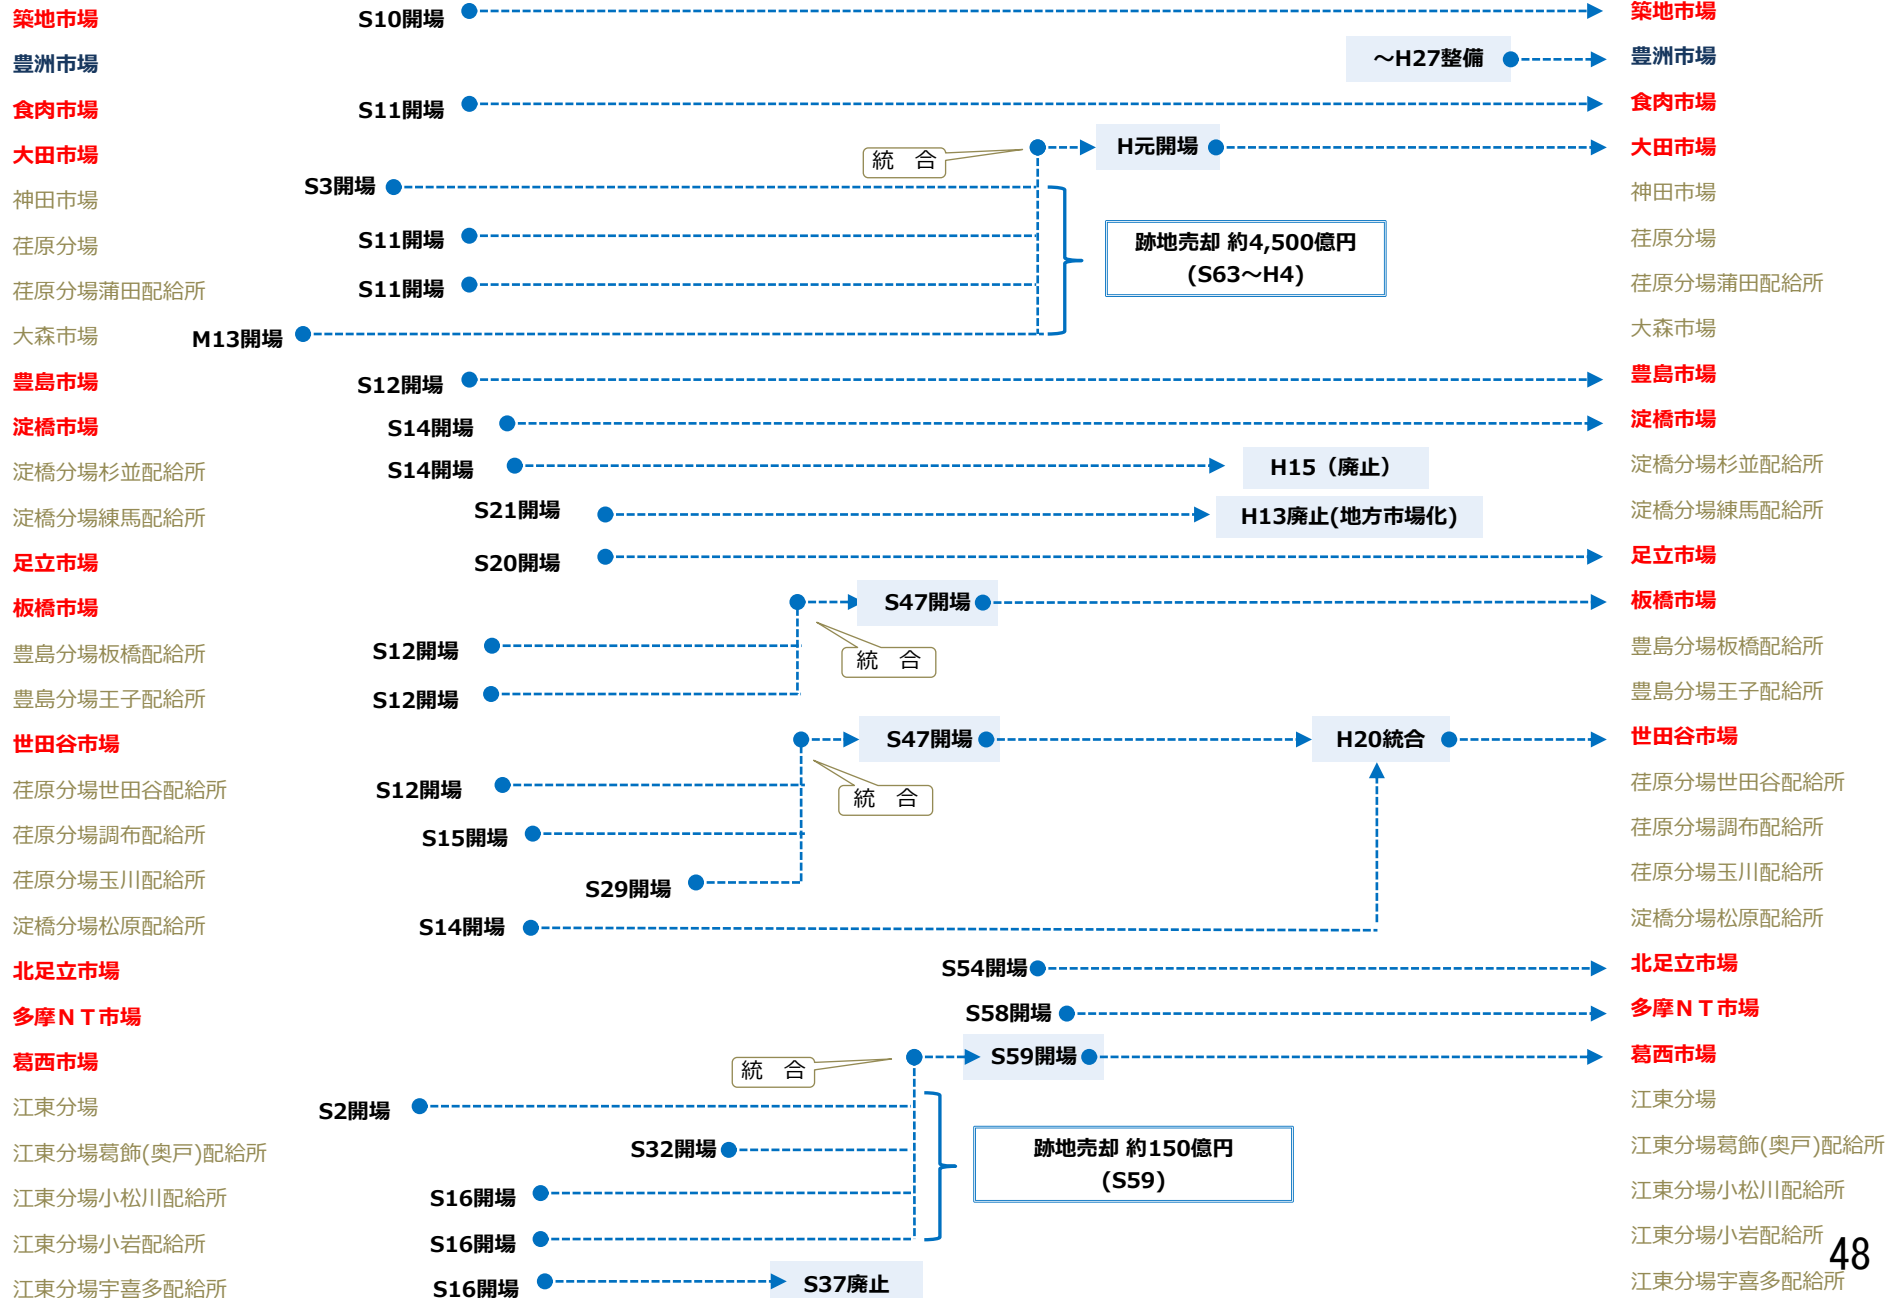 築地市場 S10開場 築地市場
豊洲市場 ～H27整備 豊洲市場
食肉市場 S11開場 食肉市場
大田市場 統　合 H元開場 大田市場
神田市場 S3開場 神田市場
荏原分場 S11開場 跡地売却 約4,500億円 荏原分場
(S63～H4)
荏原分場蒲田配給所 S11開場 荏原分場蒲田配給所
大森市場 M13開場 大森市場
豊島市場 S12開場 豊島市場
淀橋市場 S14開場 淀橋市場
淀橋分場杉並配給所 S14開場 H15（廃止） 淀橋分場杉並配給所
淀橋分場練馬配給所 S21開場 H13廃止(地方市場化) 淀橋分場練馬配給所
足立市場 S20開場 足立市場
板橋市場 S47開場 板橋市場
豊島分場板橋配給所 S12開場 統　合 豊島分場板橋配給所
豊島分場王子配給所 S12開場 豊島分場王子配給所
世田谷市場 S47開場 H20統合 世田谷市場
荏原分場世田谷配給所 S12開場 統　合 荏原分場世田谷配給所
荏原分場調布配給所 S15開場 荏原分場調布配給所
荏原分場玉川配給所 S29開場 荏原分場玉川配給所
淀橋分場松原配給所 S14開場 淀橋分場松原配給所
北足立市場 S54開場 北足立市場
多摩ＮＴ市場 S58開場 多摩ＮＴ市場
葛西市場 統　合 S59開場 葛西市場
江東分場 S2開場 江東分場
江東分場葛飾(奥戸)配給所 S32開場 跡地売却 約150億円 江東分場葛飾(奥戸)配給所
(S59)
江東分場小松川配給所 S16開場 江東分場小松川配給所
江東分場小岩配給所 S16開場 江東分場小岩配給所
48
江東分場宇喜多配給所 S16開場 S37廃止 江東分場宇喜多配給所